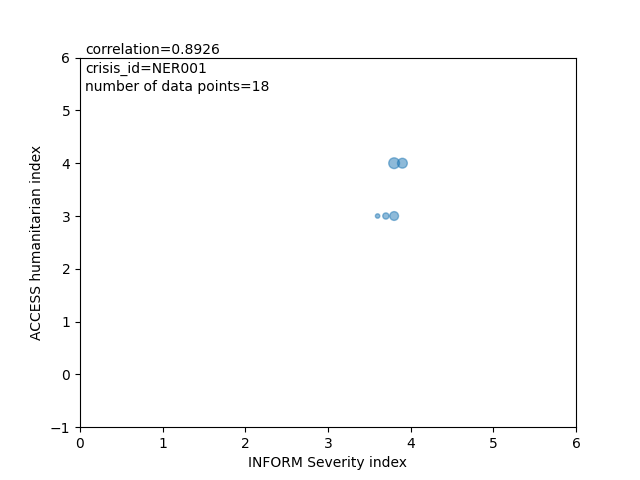 correlation=0.8926
crisis_id=NER001
number of data points=18
6
5
4
3
2
1
0
−1
ACCESS humanitarian index
0 1 2 3 4 5 6
INFORM Severity index